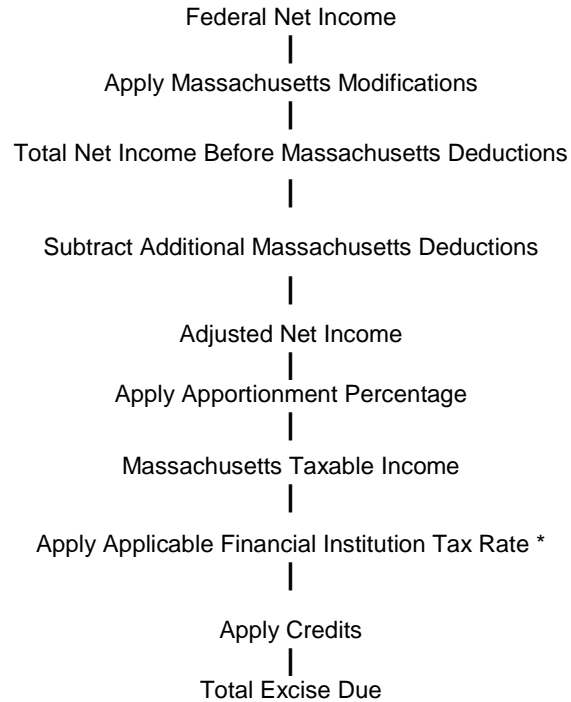 Federal Net Income
Apply Massachusetts Modifications
Total Net Income Before Massachusetts Deductions
Subtract Additional Massachusetts Deductions
Adjusted Net Income
Apply Apportionment Percentage
Massachusetts Taxable Income
Apply Applicable Financial Institution Tax Rate *
Apply Credits
Total Excise Due